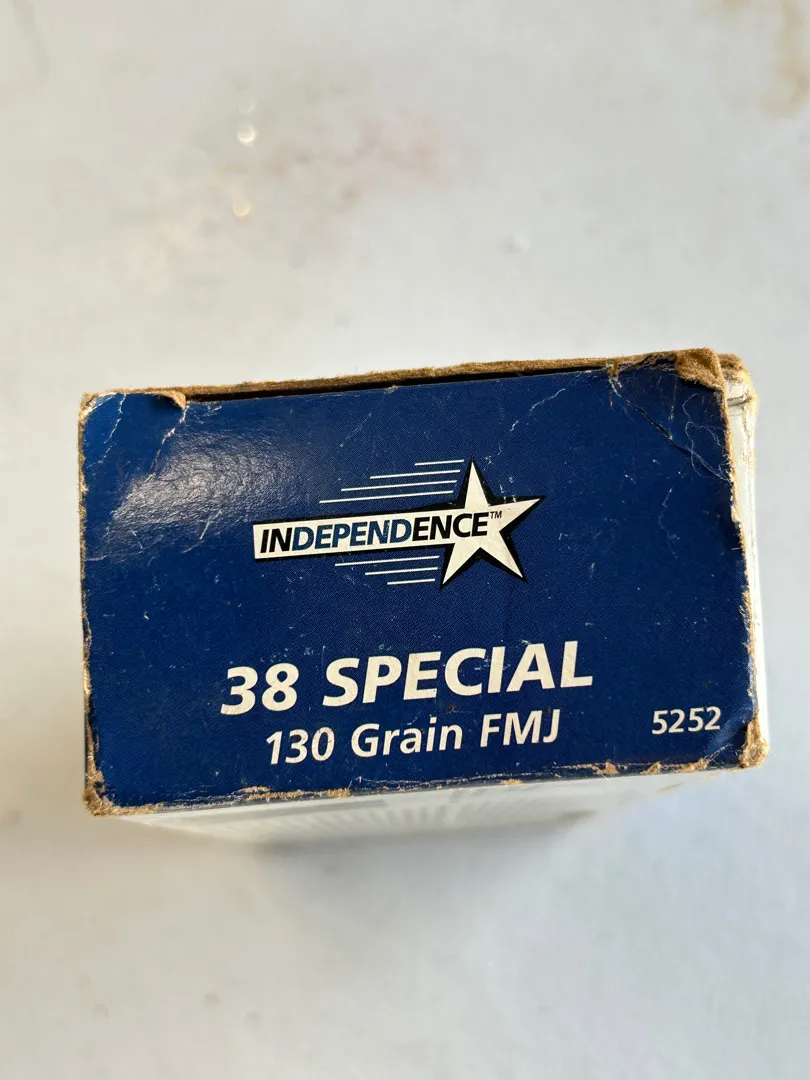 INDEPENDENCE™
38 SPECIAL
130 Grain FMJ
5252